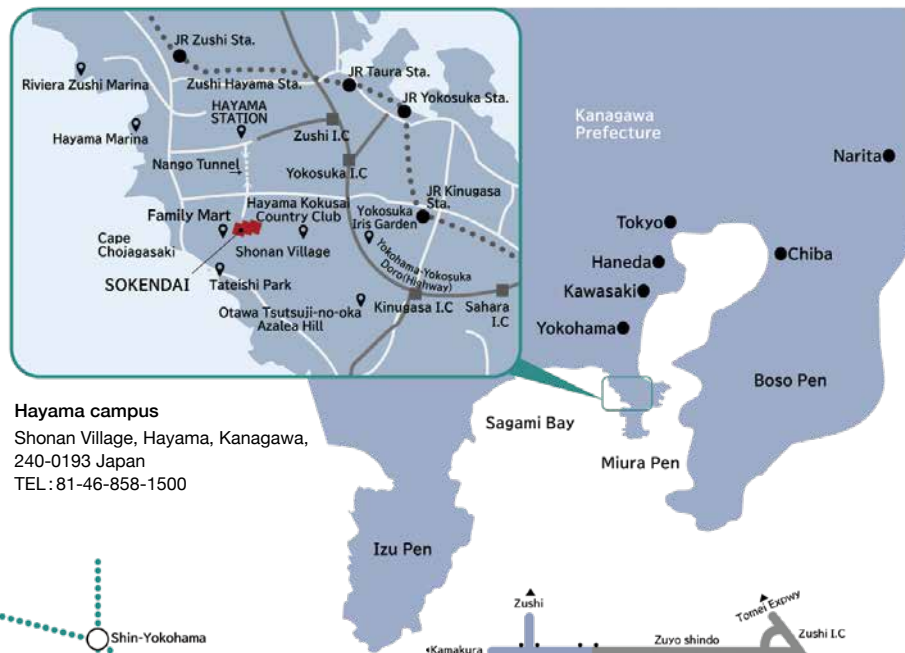 JR Zushi Sta.
Riviera Zushi Marina
Zushi Hayama Sta.
JR Taura Sta.
HAYAMA
STATION
JR Yokosuka Sta.
Hayama Marina
Zushi I.C
Nango Tunnel
Yokosuka I.C
JR Kinugasa
Sta.
Hayama Kokusai
Country Club
Family Mart
Yokosuka
Iris Garden
Cape
Chojagasaki
Shonan Village
SOKENDAI
Yokohama-Yokosuka
Doro(Highway)
Tateishi Park
Otawa Tsutsuji-no-oka
Azalea Hill
Kinugasa I.C
Sahara
I.C
Kanagawa
Prefecture
Narita
Tokyo
Haneda
Chiba
Kawasaki
Yokohama
Boso Pen
Sagami Bay
Miura Pen
Izu Pen
Hayama campus
Shonan Village, Hayama, Kanagawa,
240-0193 Japan
TEL : 81-46-858-1500
Shin-Yokohama
Zushi
Kamakura
Zuyo shindo
Tomei Expwy
Zushi I.C